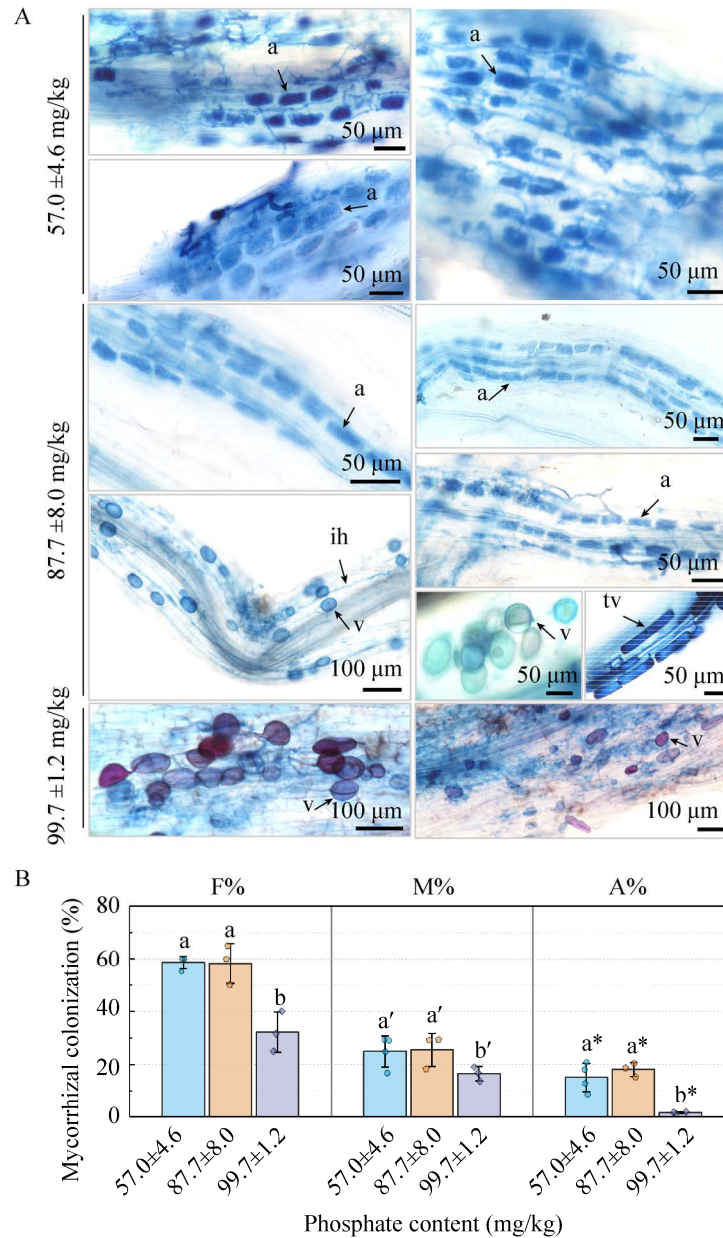 A
57.0 ±4.6 mg/kg
a
50 μm
a
50 μm
a
50 μm
87.7 ±8.0 mg/kg
a
50 μm
a
50 μm
a
50 μm
ih
v
100 μm
v
50 μm
tv
50 μm
99.7 ±1.2 mg/kg
v
100 μm
v
100 μm
B
F% M% A%
Mycorrhizal colonization (%)
80
60
40
20
0
a a b
a′ a′ b′
a* a* b*
57.0±4.6 87.7±8.0 99.7±1.2 57.0±4.6 87.7±8.0 99.7±1.2 57.0±4.6 87.7±8.0 99.7±1.2
Phosphate content (mg/kg)